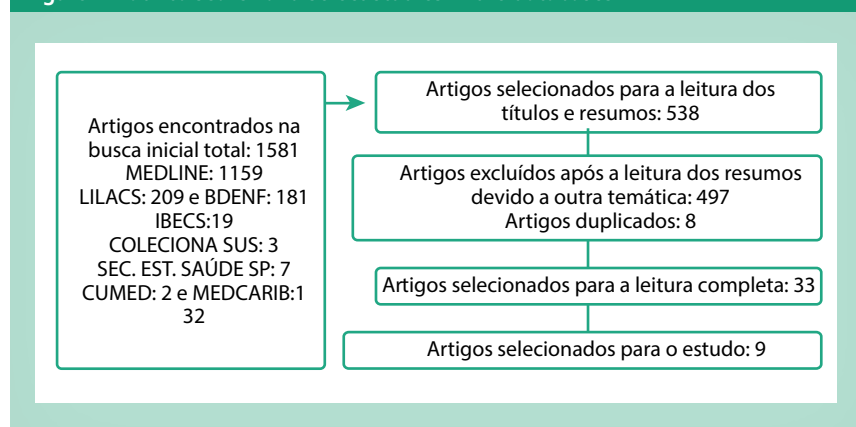 Artigos encontrados na
busca inicial total: 1581
MEDLINE: 1159
LILACS: 209 e BDENF: 181
IBECS:19
COLECIONA SUS: 3
SEC. EST. SAÚDE SP: 7
CUMED: 2 e MEDCARIB:1
32
Artigos selecionados para a leitura dos
títulos e resumos: 538
Artigos excluídos após a leitura dos resumos
devido a outra temática: 497
Artigos duplicados: 8
Artigos selecionados para a leitura completa: 33
Artigos selecionados para o estudo: 9